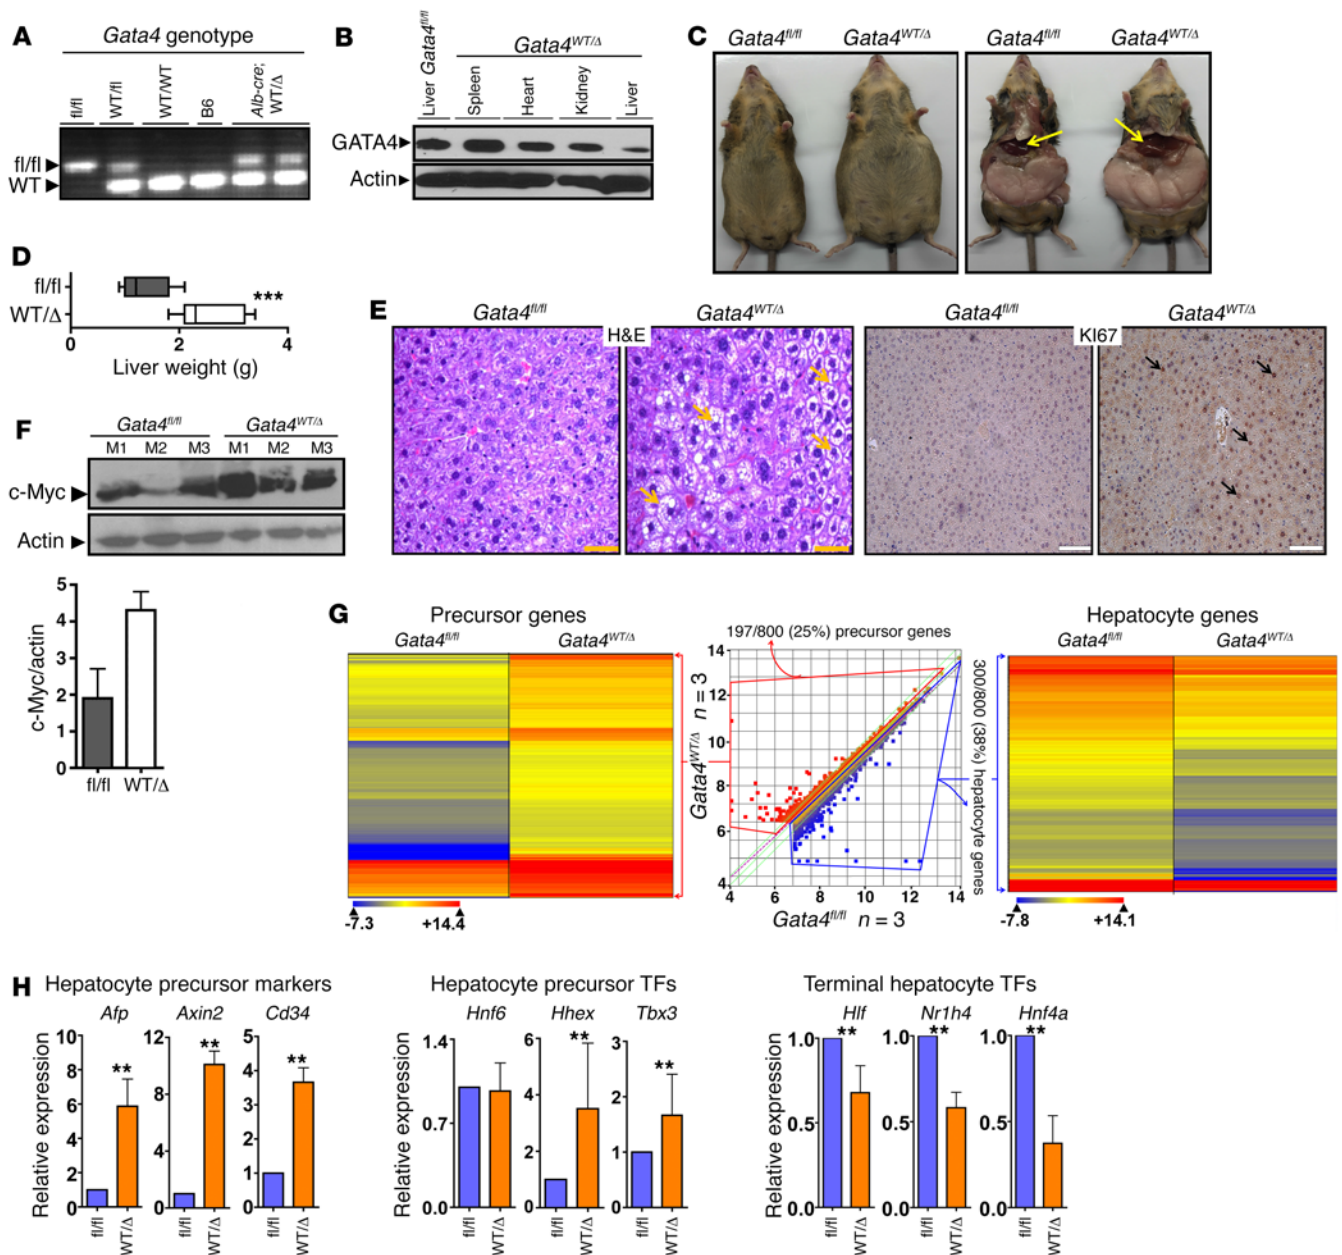 A
Gata4 genotype
fl/fl
WT/fl
WT/WT
B6
Alb-cre;
WT/Δ
fl/fl
WT
B
Liver Gata4fl/fl
Gata4WT/Δ
Spleen
Heart
Kidney
Liver
GATA4
Actin
C
Gata4fl/fl
Gata4WT/Δ
Gata4fl/fl
Gata4WT/Δ
D
fl/fl
WT/Δ
***
0 2 4
Liver weight (g)
E
Gata4fl/fl
Gata4WT/Δ
Gata4fl/fl
Gata4WT/Δ
H&E
KI67
F
Gata4fl/fl
Gata4WT/Δ
M1 M2 M3 M1 M2 M3
c-Myc
Actin
c-Myc/actin
5
4
3
2
1
0
fl/fl WT/Δ
G
Precursor genes
Gata4fl/fl
Gata4WT/Δ
-7.3 +14.4
197/800 (25%) precursor genes
Gata4WT/Δ n = 3
14
12
10
8
6
4
4 6 8 10 12 14
Gata4fl/fl n = 3
300/800 (38%) hepatocyte genes
Hepatocyte genes
Gata4fl/fl
Gata4WT/Δ
-7.8 +14.1
H
Hepatocyte precursor markers
Relative expression
Afp
10
8
6
4
2
0
**
fl/fl WT/Δ
Axin2
12
8
4
0
**
fl/fl WT/Δ
Cd34
5
4
3
2
1
0
**
fl/fl WT/Δ
Hepatocyte precursor TFs
Relative expression
Hnf6
1.4
0.7
0.0
fl/fl WT/Δ
Hhex
6
4
2
0
**
fl/fl WT/Δ
Tbx3
3
2
1
0
**
fl/fl WT/Δ
Terminal hepatocyte TFs
Relative expression
Hlf
1.0
0.5
0.0
**
fl/fl WT/Δ
Nr1h4
1.0
0.5
0.0
**
fl/fl WT/Δ
Hnf4a
1.0
0.5
0.0
**
fl/fl WT/Δ